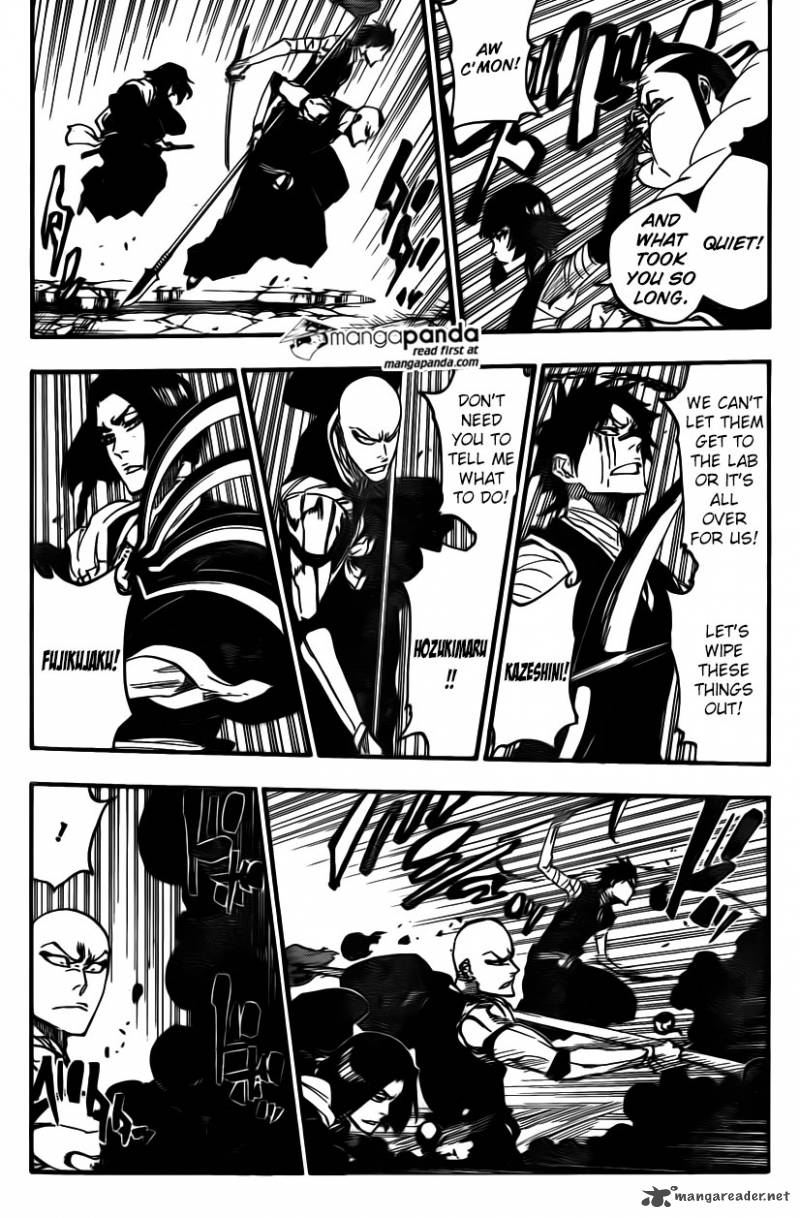 AW
C'MON!
QUIET!
AND
WHAT
TOOK
YOU SO
LONG.
mangapanda
read first at
mangapanda.com
WE CAN'T
LET THEM
GET TO
THE LAB
OR IT'S
ALL
OVER
FOR US!
LET'S
WIPE
THESE
THINGS
OUT!
KAZESHINI!
DON'T
NEED
YOU TO
TELL ME
WHAT
TO DO!
HOZUKIMARU
!!
FUJIKUJAKU!
!
mangareader.net